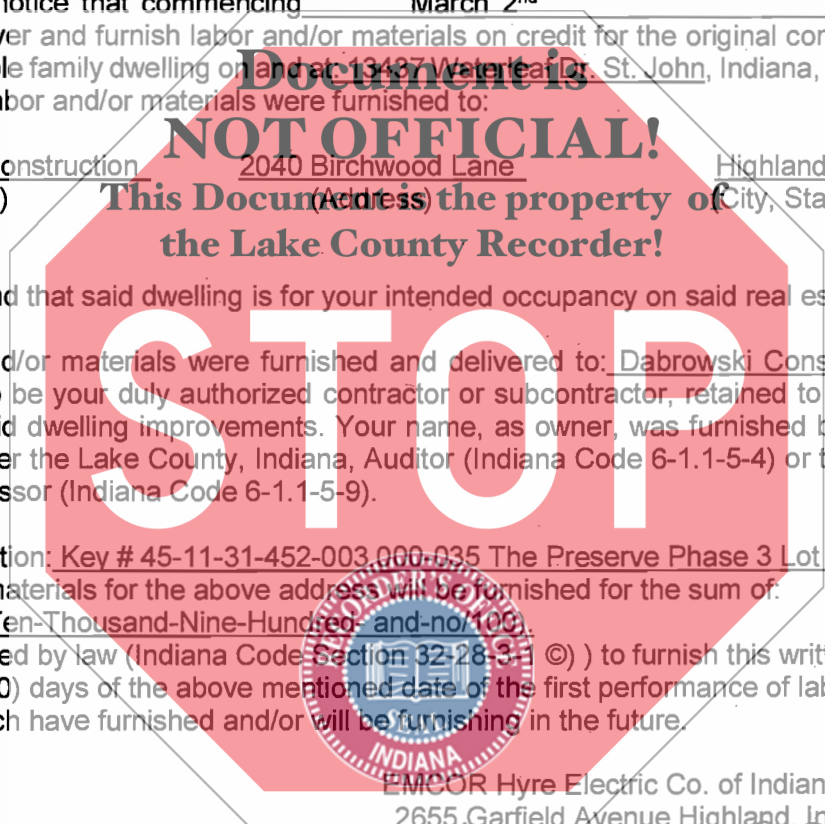 notice that commencing March 2nd
ver and furnish labor and/or materials on credit for the original con
le family dwelling on and at: 13437 Waterleaf Dr. St. John, Indiana,
bor and/or materials were furnished to:
Document is
NOT OFFICIAL!
This Document is the property of
the Lake County Recorder!
onstruction 2040 Birchwood Lane Highland
) (Address) (City, Sta
d that said dwelling is for your intended occupancy on said real es
STOP
d/or materials were furnished and delivered to: Dabrowski Cons
o be your duly authorized contractor or subcontractor, retained to
id dwelling improvements. Your name, as owner, was furnished b
er the Lake County, Indiana, Auditor (Indiana Code 6-1.1-5-4) or t
ssor (Indiana Code 6-1.1-5-9).
tion: Key # 45-11-31-452-003.000-035 The Preserve Phase 3 Lot
materials for the above address will be furnished for the sum of:
Ten-Thousand-Nine-Hundred- and-no/100).
ed by law (Indiana Code Section 32-28-3-1 ©) ) to furnish this writ
0) days of the above mentioned date of the first performance of lab
ch have furnished and/or will be furnishing in the future.
RECORDER'S OFFICE
SEAL
INDIANA
EMCOR Hyre Electric Co. of Indian
2655 Garfield Avenue Highland, In